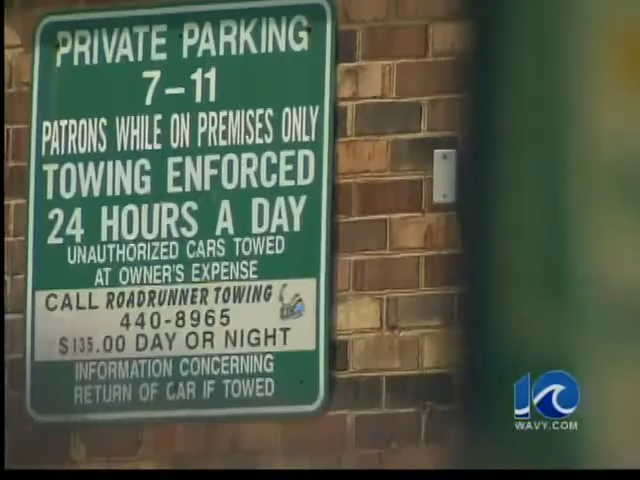 PRIVATE PARKING
7-11
PATRONS WHILE ON PREMISES ONLY
TOWING ENFORCED
24 HOURS A DAY
UNAUTHORIZED CARS TOWED
AT OWNER'S EXPENSE
CALL ROADRUNNER TOWING
440-8965
$135.00 DAY OR NIGHT
INFORMATION CONCERNING
RETURN OF CAR IF TOWED
10
WAVY.COM